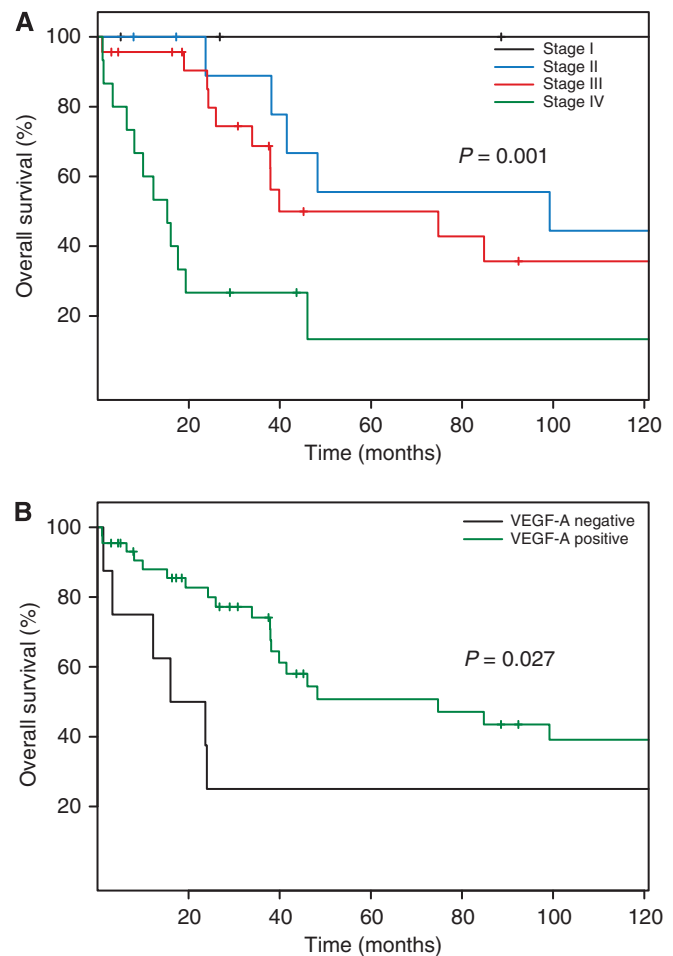 A
100
80
60
40
20
Overall survival (%)
Stage I
Stage II
Stage III
Stage IV
P = 0.001
20 40 60 80 100 120
Time (months)
B
100
80
60
40
20
Overall survival (%)
VEGF-A negative
VEGF-A positive
P = 0.027
20 40 60 80 100 120
Time (months)